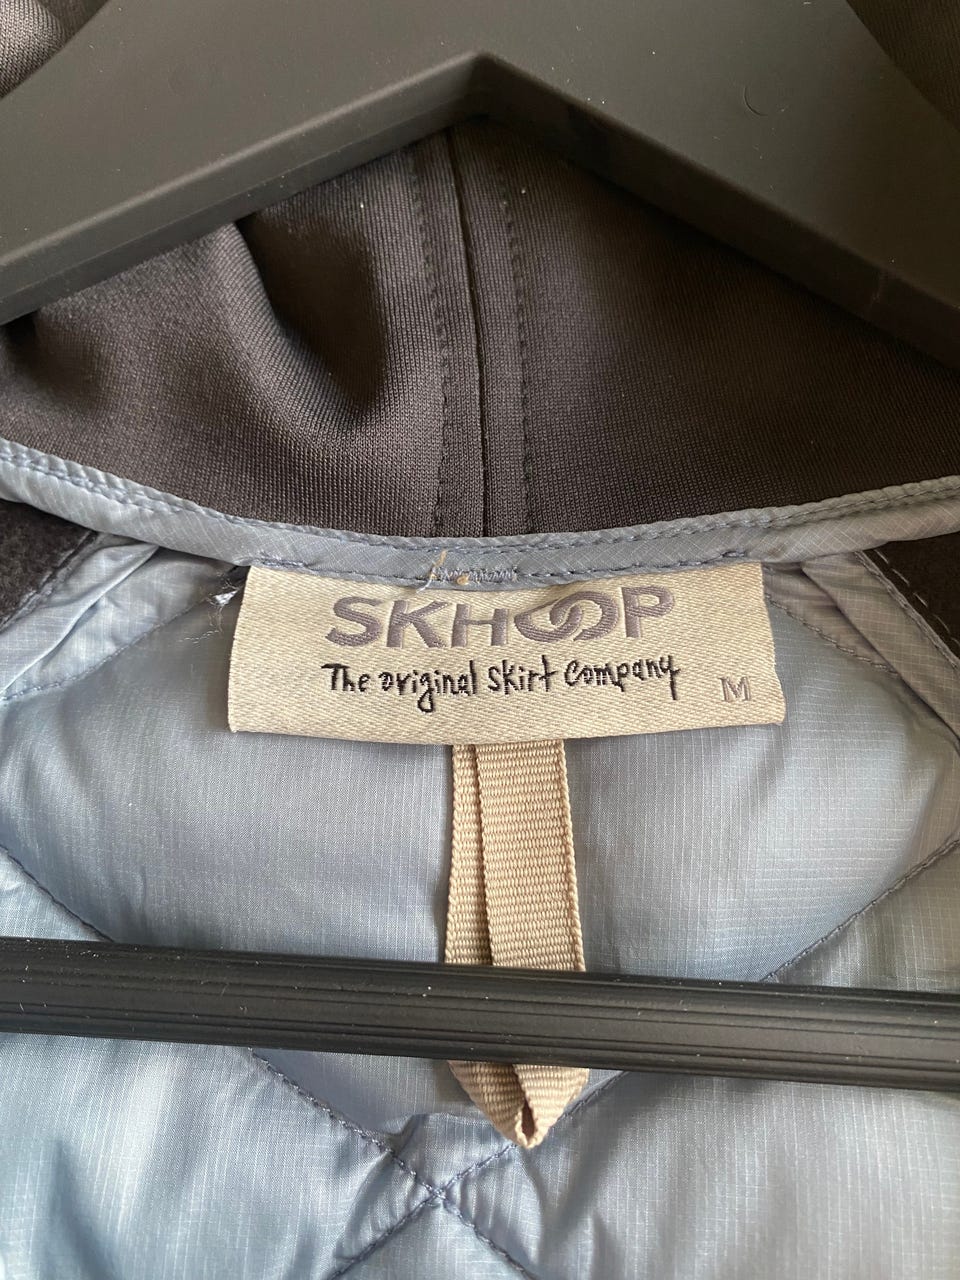 SKHOOP
The original skirt company
M